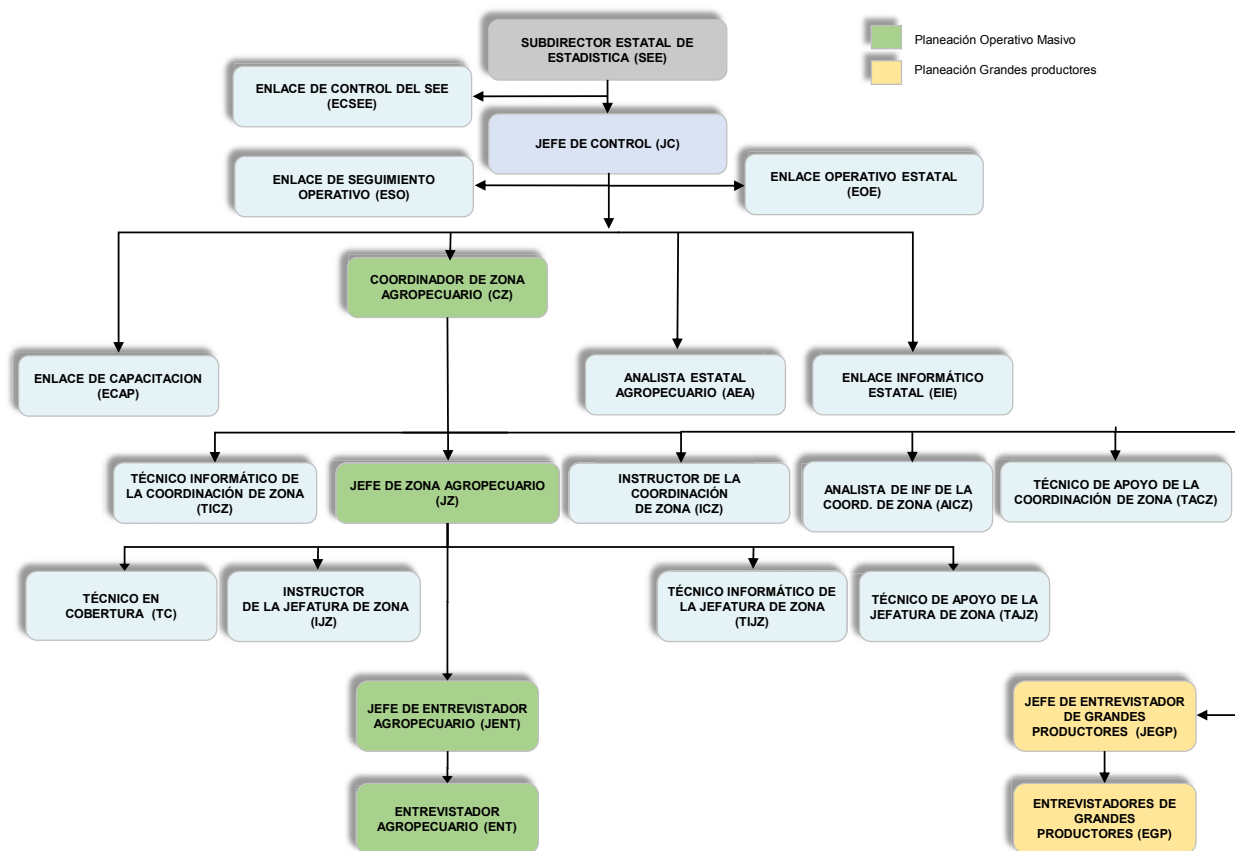 SUBDIRECTOR ESTATAL DE
ESTADISTICA (SEE)
Planeación Operativo Masivo
Planeación Grandes productores
ENLACE DE CONTROL DEL SEE
(ECSEE)
JEFE DE CONTROL (JC)
ENLACE DE SEGUIMIENTO
OPERATIVO (ESO)
ENLACE OPERATIVO ESTATAL
(EOE)
COORDINADOR DE ZONA
AGROPECUARIO (CZ)
ENLACE DE CAPACITACION
(ECAP)
ANALISTA ESTATAL
AGROPECUARIO (AEA)
ENLACE INFORMÁTICO
ESTATAL (EIE)
TÉCNICO INFORMÁTICO DE
LA COORDINACIÓN DE ZONA
(TICZ)
JEFE DE ZONA AGROPECUARIO
(JZ)
INSTRUCTOR DE LA
COORDINACIÓN
DE ZONA (ICZ)
ANALISTA DE INF DE LA
COORD. DE ZONA (AICZ)
TÉCNICO DE APOYO DE LA
COORDINACIÓN DE ZONA (TACZ)
TÉCNICO EN
COBERTURA (TC)
INSTRUCTOR
DE LA JEFATURA DE ZONA
(IJZ)
TÉCNICO INFORMÁTICO DE
LA JEFATURA DE ZONA
(TIJZ)
TÉCNICO DE APOYO DE LA
JEFATURA DE ZONA (TAJZ)
JEFE DE ENTREVISTADOR
AGROPECUARIO (JENT)
JEFE DE ENTREVISTADOR
DE GRANDES
PRODUCTORES (JEGP)
ENTREVISTADOR
AGROPECUARIO (ENT)
ENTREVISTADORES DE
GRANDES
PRODUCTORES (EGP)